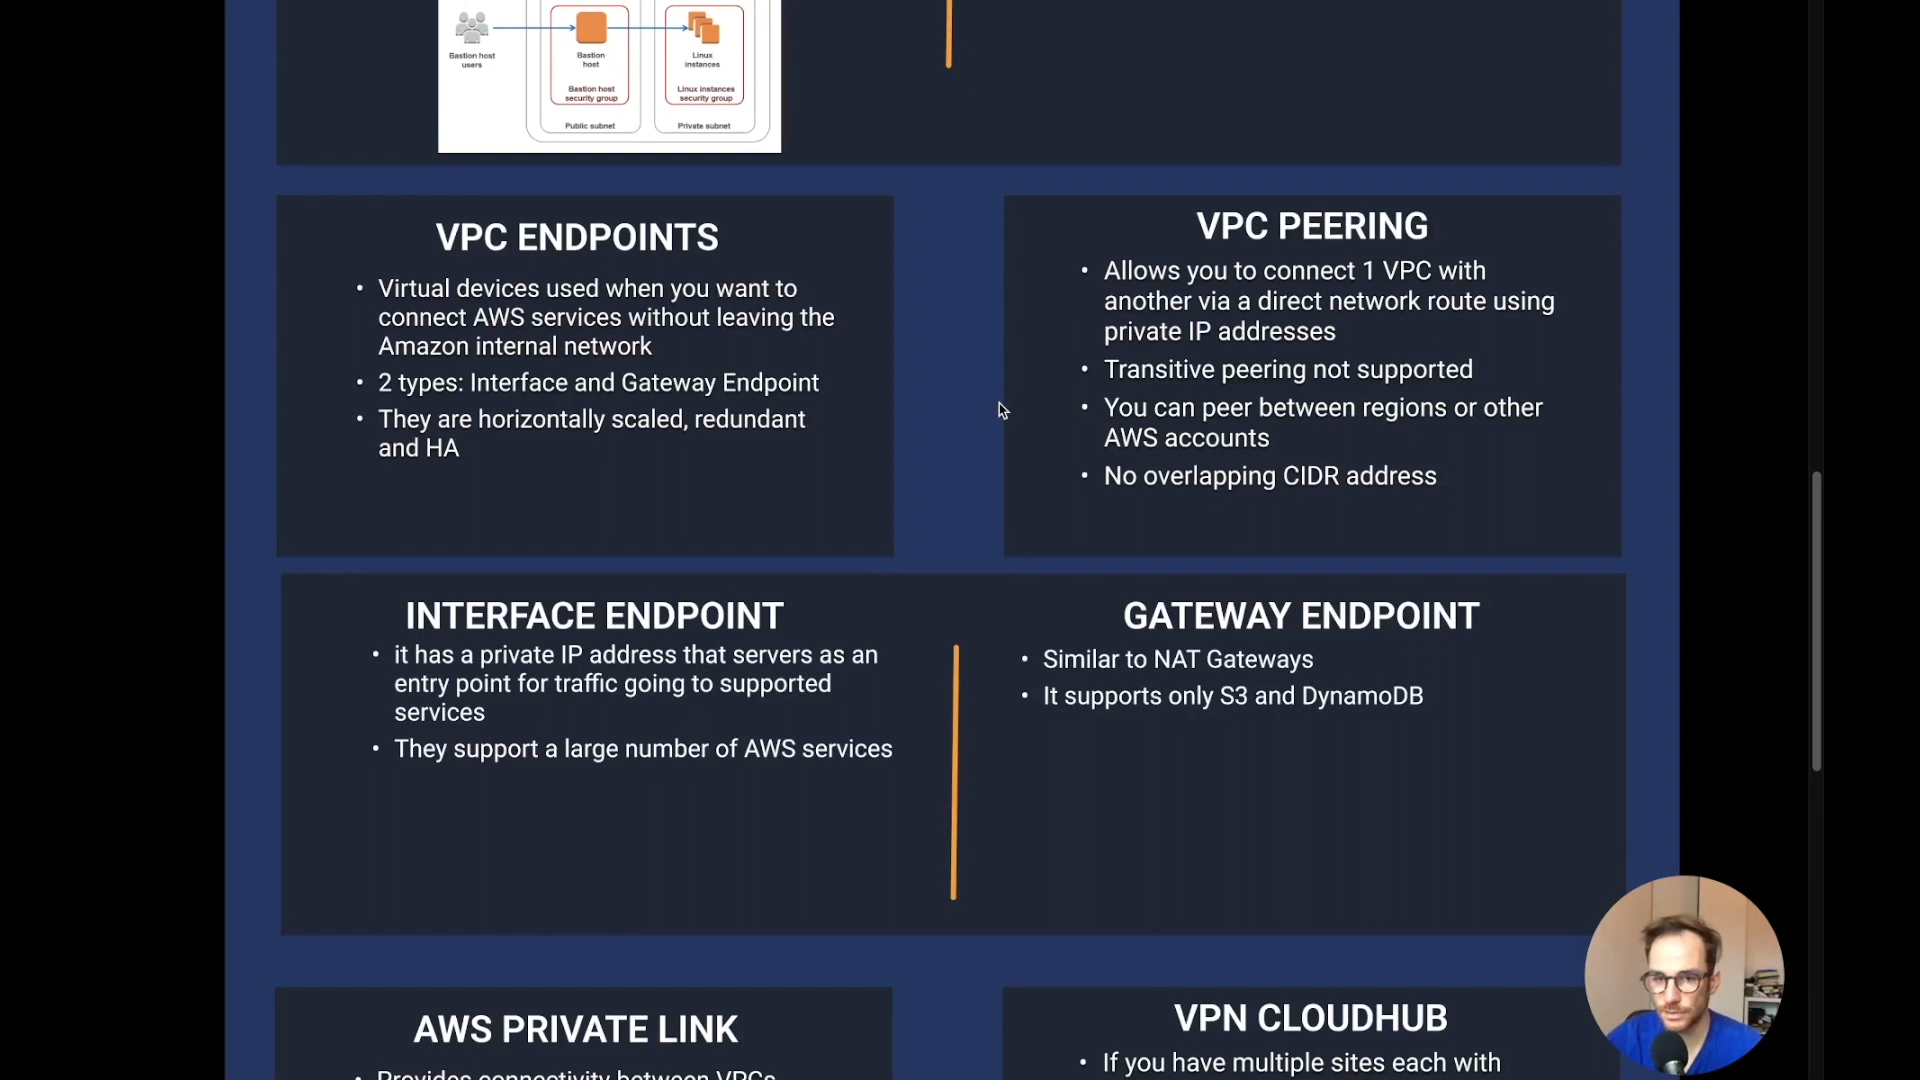 Bastion host
users
Bastion
host
Linux
instances
Bastion host
security group
Linux instances
security group
Public subnet
Private subnet
VPC ENDPOINTS
• Virtual devices used when you want to
connect AWS services without leaving the
Amazon internal network
• 2 types: Interface and Gateway Endpoint
• They are horizontally scaled, redundant
and HA
VPC PEERING
• Allows you to connect 1 VPC with
another via a direct network route using
private IP addresses
• Transitive peering not supported
• You can peer between regions or other
AWS accounts
• No overlapping CIDR address
INTERFACE ENDPOINT
• it has a private IP address that servers as an
entry point for traffic going to supported
services
• They support a large number of AWS services
GATEWAY ENDPOINT
• Similar to NAT Gateways
• It supports only S3 and DynamoDB
AWS PRIVATE LINK
• Provides connectivity between VPCs
VPN CLOUDHUB
• If you have multiple sites each with